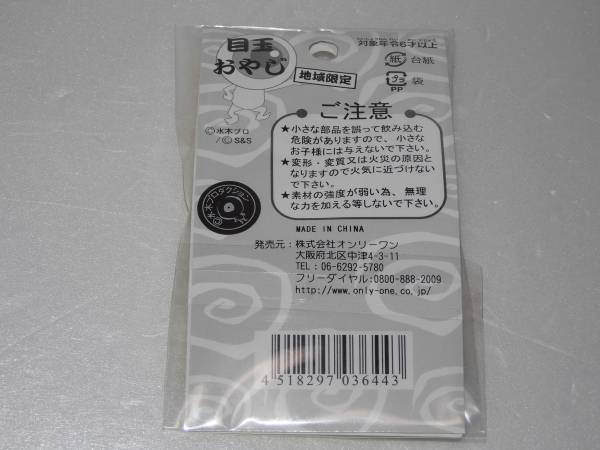 目玉
おやじ
地域限定
対象年令6才以上
紙 台紙
プラ 袋
PP
©水木プロ
/©S&S
ご注意
★小さな部品を誤って飲み込む
危険がありますので、小さな
お子様には与えないで下さい。
★変形・変質又は火災の原因と
なりますので火気に近づけない
で下さい。
★素材の強度が弱い為、無理
な力を加える等しないで下さい。
©水木プロダクション
MADE IN CHINA
発売元：株式会社オンリーワン
大阪府北区中津4-3-11
TEL：06-6292-5780
フリーダイヤル:0800-888-2009
http://www.only-one.co.jp/
4 518297 036443